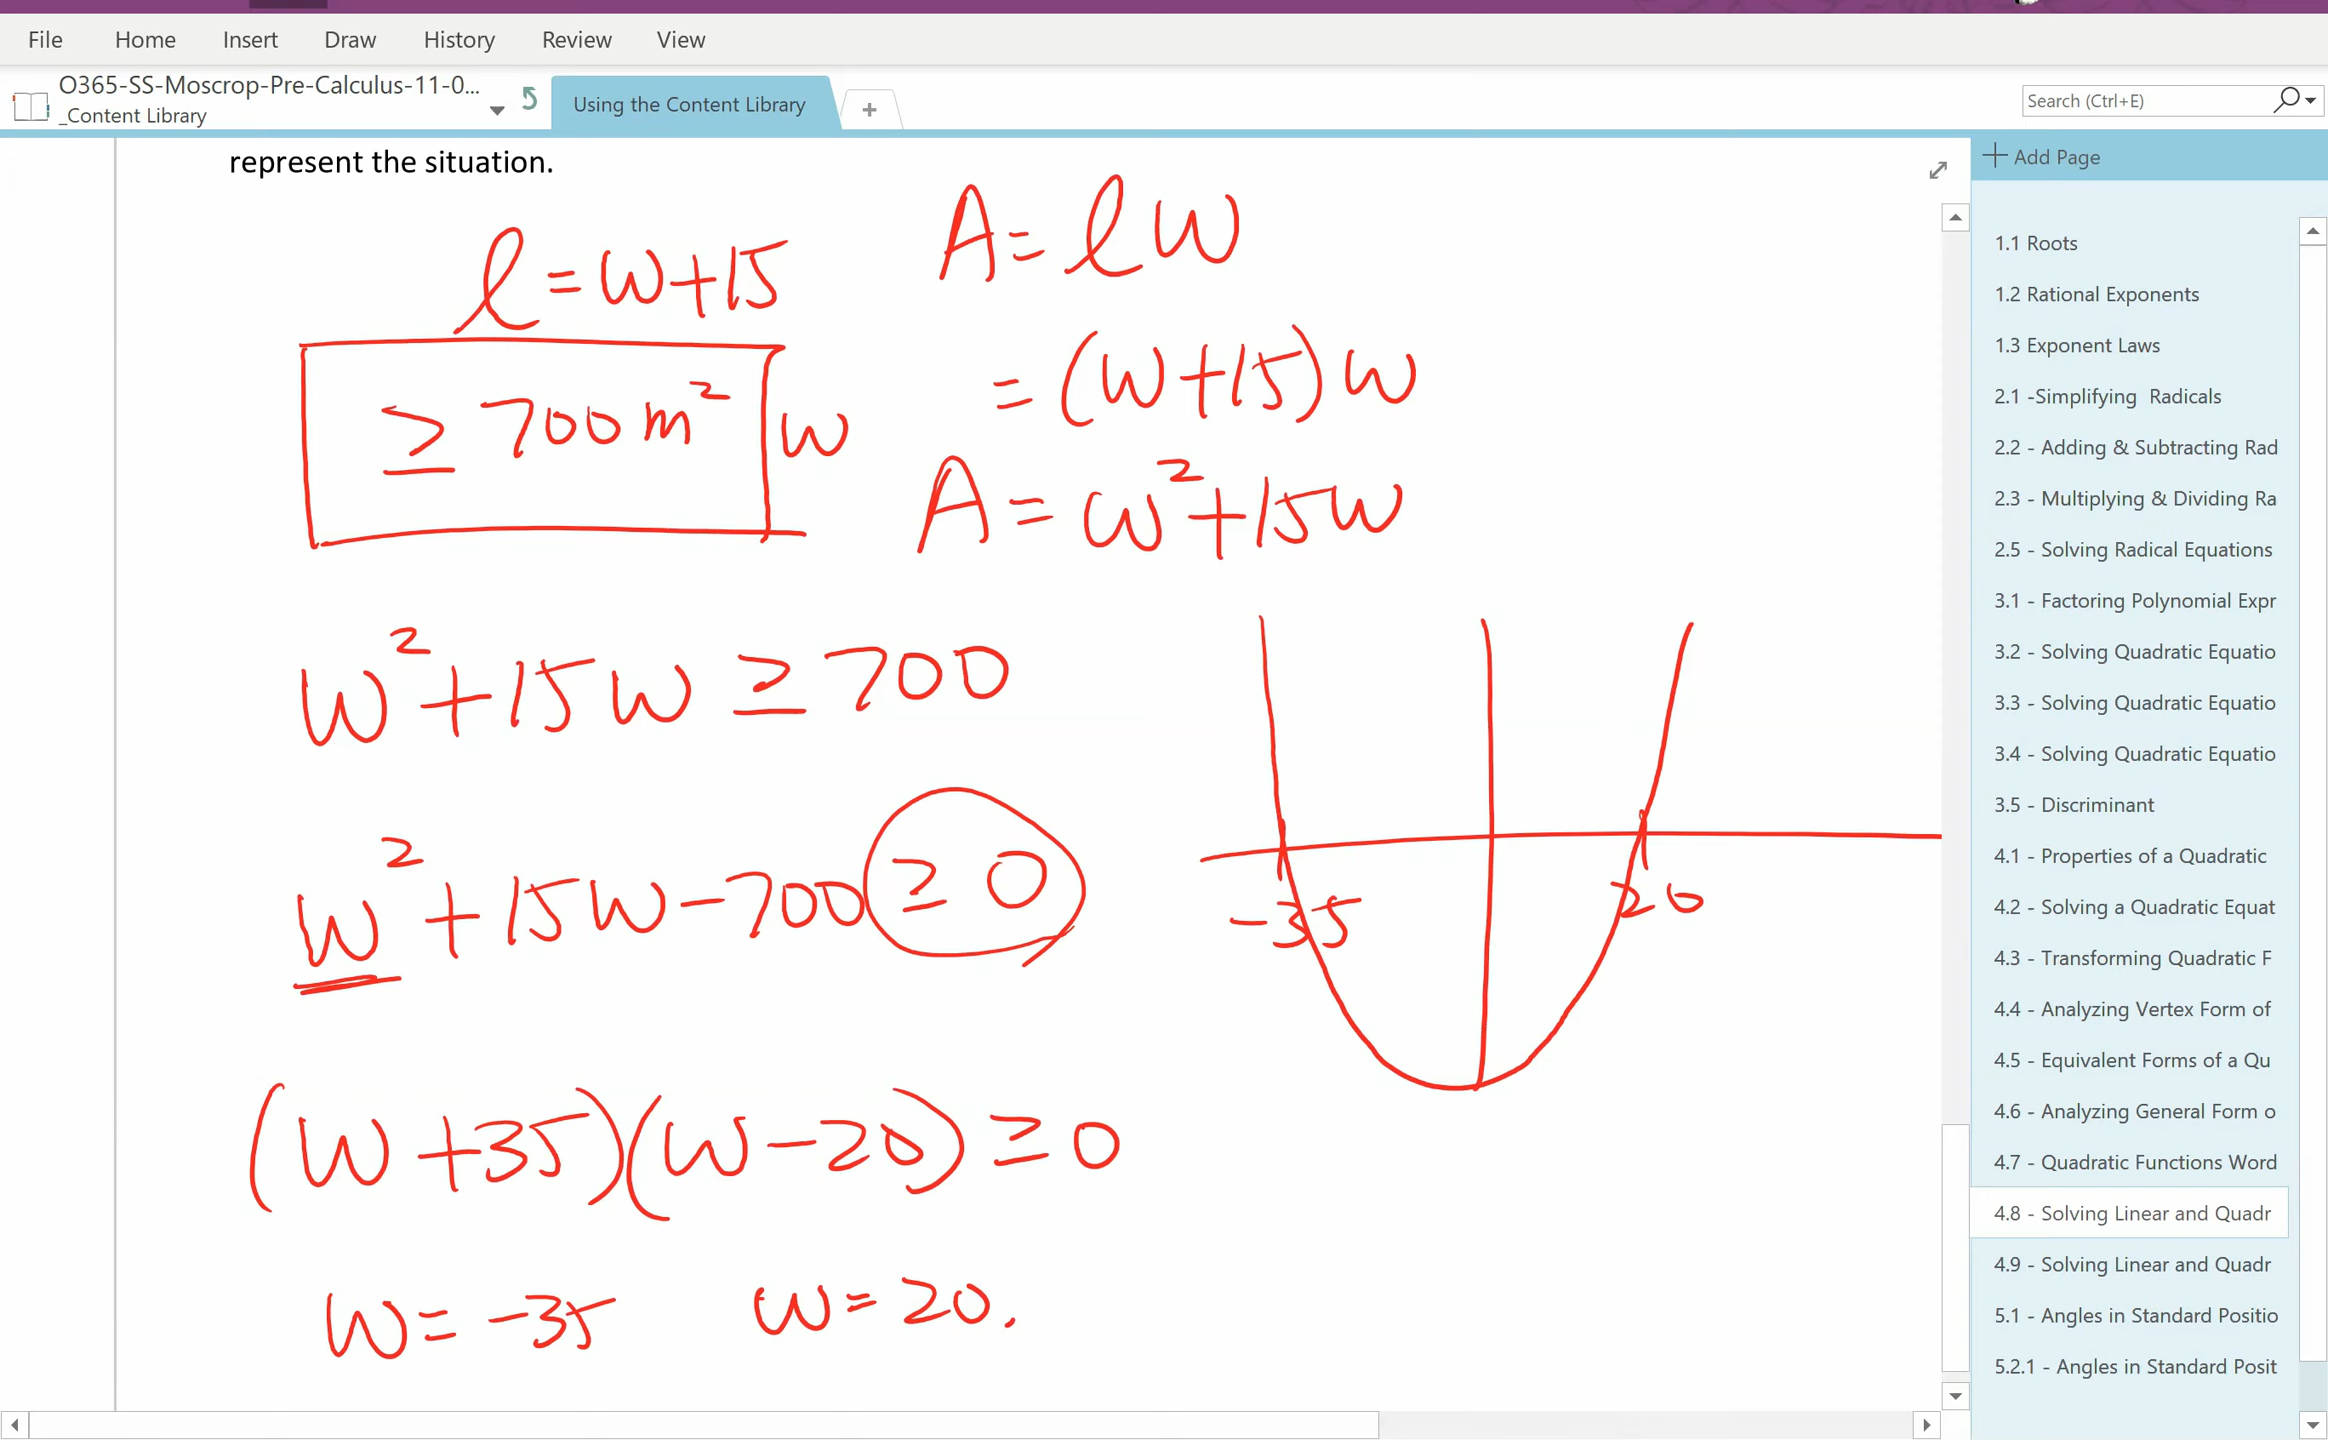 File Home Insert Draw History Review View
O365-SS-Moscrop-Pre-Calculus-11-0...
_Content Library
Using the Content Library
+
Search (Ctrl+E)
represent the situation.
l = w+15
≥ 700 m²
w
A = lw
= (w+15)w
A = w²+15w
w²+15w ≥ 700
w²+15w-700 ≥ 0
(w+35)(w-20) ≥ 0
w = -35 w = 20.
-35 20
Add Page
1.1 Roots
1.2 Rational Exponents
1.3 Exponent Laws
2.1 -Simplifying Radicals
2.2 - Adding & Subtracting Rad
2.3 - Multiplying & Dividing Ra
2.5 - Solving Radical Equations
3.1 - Factoring Polynomial Expr
3.2 - Solving Quadratic Equatio
3.3 - Solving Quadratic Equatio
3.4 - Solving Quadratic Equatio
3.5 - Discriminant
4.1 - Properties of a Quadratic
4.2 - Solving a Quadratic Equat
4.3 - Transforming Quadratic F
4.4 - Analyzing Vertex Form of
4.5 - Equivalent Forms of a Qu
4.6 - Analyzing General Form o
4.7 - Quadratic Functions Word
4.8 - Solving Linear and Quadr
4.9 - Solving Linear and Quadr
5.1 - Angles in Standard Positio
5.2.1 - Angles in Standard Posit